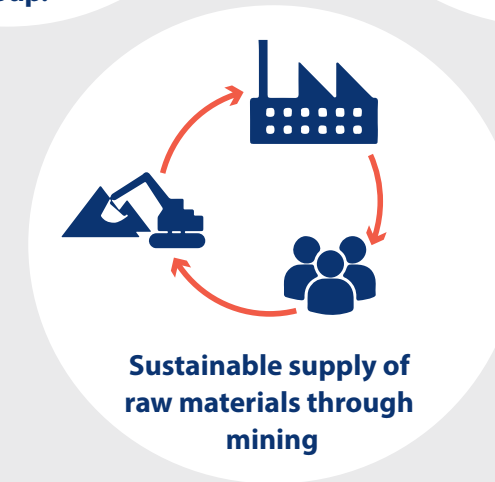 Sustainable supply of
raw materials through
mining